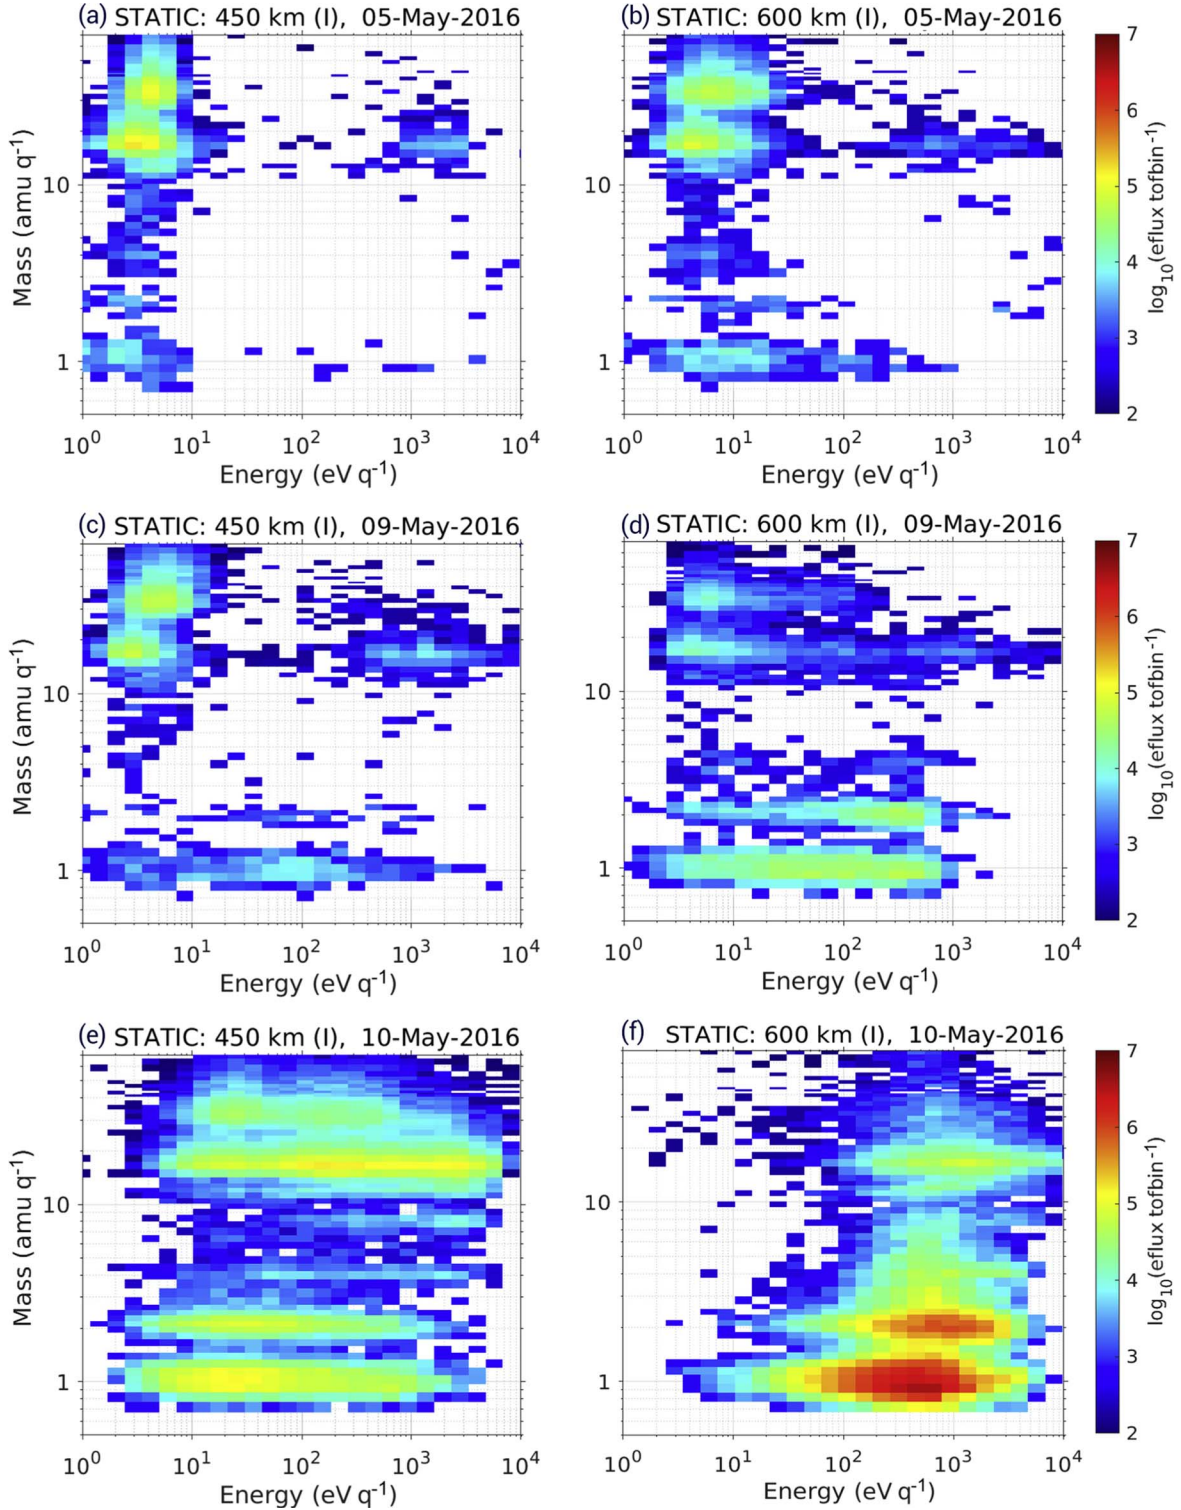 (a) STATIC: 450 km (I), 05-May-2016
(b) STATIC: 600 km (I), 05-May-2016
Mass (amu q⁻¹)
10
1
10⁰ 10¹ 10² 10³ 10⁴
Energy (eV q⁻¹)
10
1
10⁰ 10¹ 10² 10³ 10⁴
Energy (eV q⁻¹)
7
6
5
4
3
2
log₁₀(eflux tofbin⁻¹)
(c) STATIC: 450 km (I), 09-May-2016
(d) STATIC: 600 km (I), 09-May-2016
Mass (amu q⁻¹)
10
1
10⁰ 10¹ 10² 10³ 10⁴
Energy (eV q⁻¹)
10
1
10⁰ 10¹ 10² 10³ 10⁴
Energy (eV q⁻¹)
7
6
5
4
3
2
log₁₀(eflux tofbin⁻¹)
(e) STATIC: 450 km (I), 10-May-2016
(f) STATIC: 600 km (I), 10-May-2016
Mass (amu q⁻¹)
10
1
10⁰ 10¹ 10² 10³ 10⁴
Energy (eV q⁻¹)
10
1
10⁰ 10¹ 10² 10³ 10⁴
Energy (eV q⁻¹)
7
6
5
4
3
2
log₁₀(eflux tofbin⁻¹)